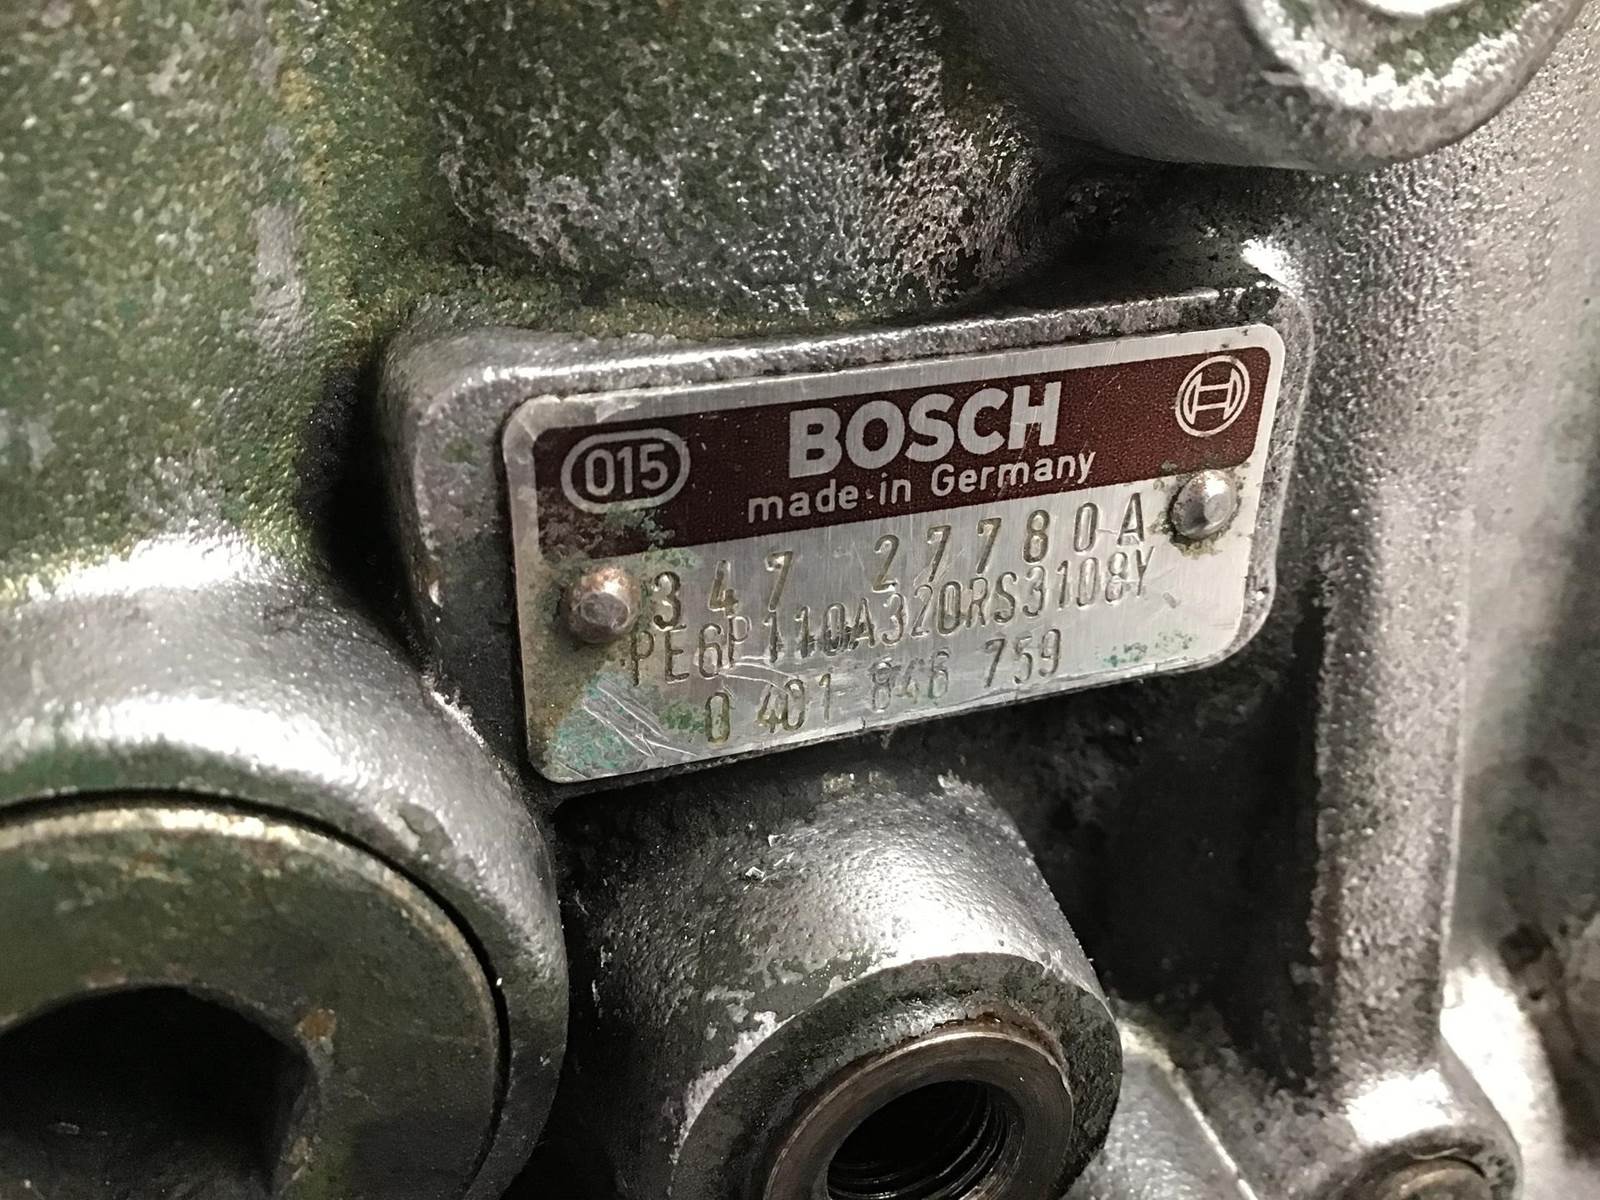 015
BOSCH
made in Germany
347 27780A
PE6P110A320RS3108Y
0 401 846 759